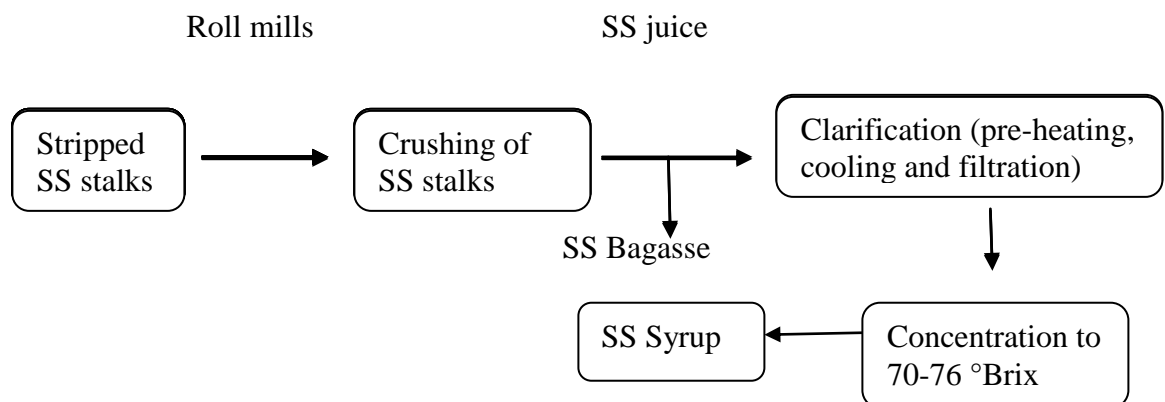 Roll mills
SS juice
Stripped
SS stalks
Crushing of
SS stalks
Clarification (pre-heating,
cooling and filtration)
SS Bagasse
SS Syrup
Concentration to
70-76 °Brix